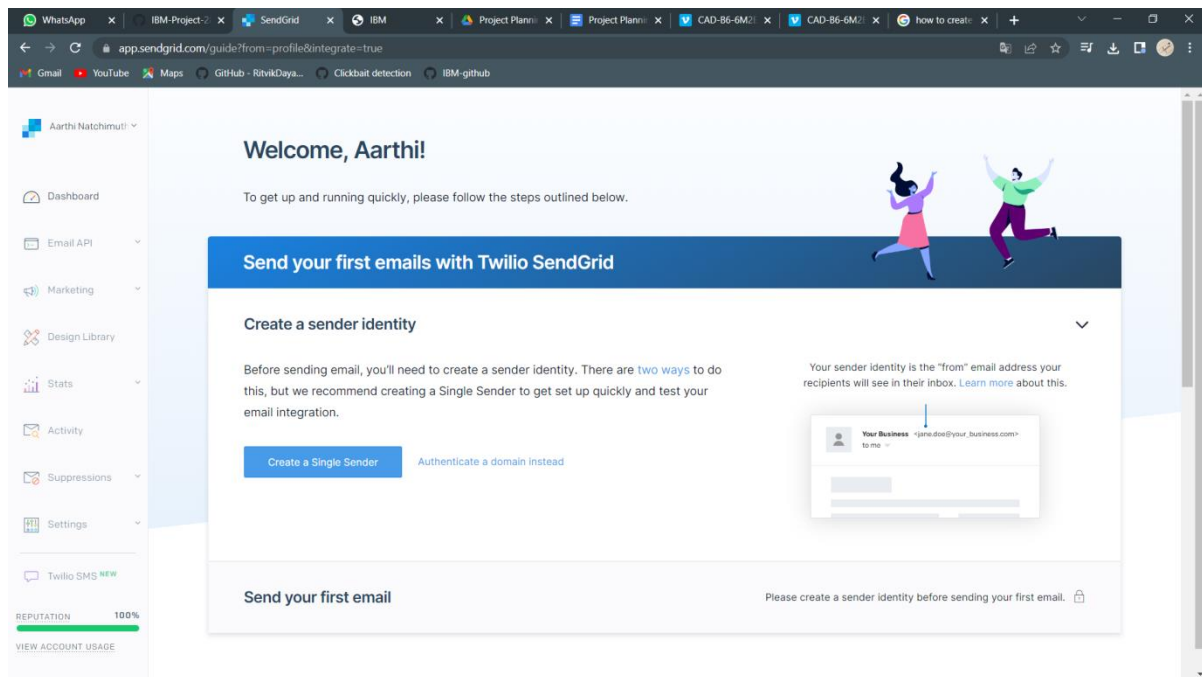 WhatsApp
IBM-Project-2
SendGrid
IBM
Project Plannin
Project Plannin
CAD-B6-6M2
CAD-B6-6M2
how to create
app.sendgrid.com/guide?from=profile&integrate=true
Gmail
YouTube
Maps
GitHub - RitvikDaya...
Clickbait detection
IBM-github
Aarthi Natchimuth
Dashboard
Email API
Marketing
Design Library
Stats
Activity
Suppressions
Settings
Twilio SMS NEW
REPUTATION 100%
VIEW ACCOUNT USAGE
Welcome, Aarthi!
To get up and running quickly, please follow the steps outlined below.
Send your first emails with Twilio SendGrid
Create a sender identity
Before sending email, you'll need to create a sender identity. There are two ways to do
this, but we recommend creating a Single Sender to get set up quickly and test your
email integration.
Create a Single Sender
Authenticate a domain instead
Your sender identity is the "from" email address your
recipients will see in their inbox. Learn more about this.
Your Business <jane.doe@your_business.com>
to me
Send your first email
Please create a sender identity before sending your first email.